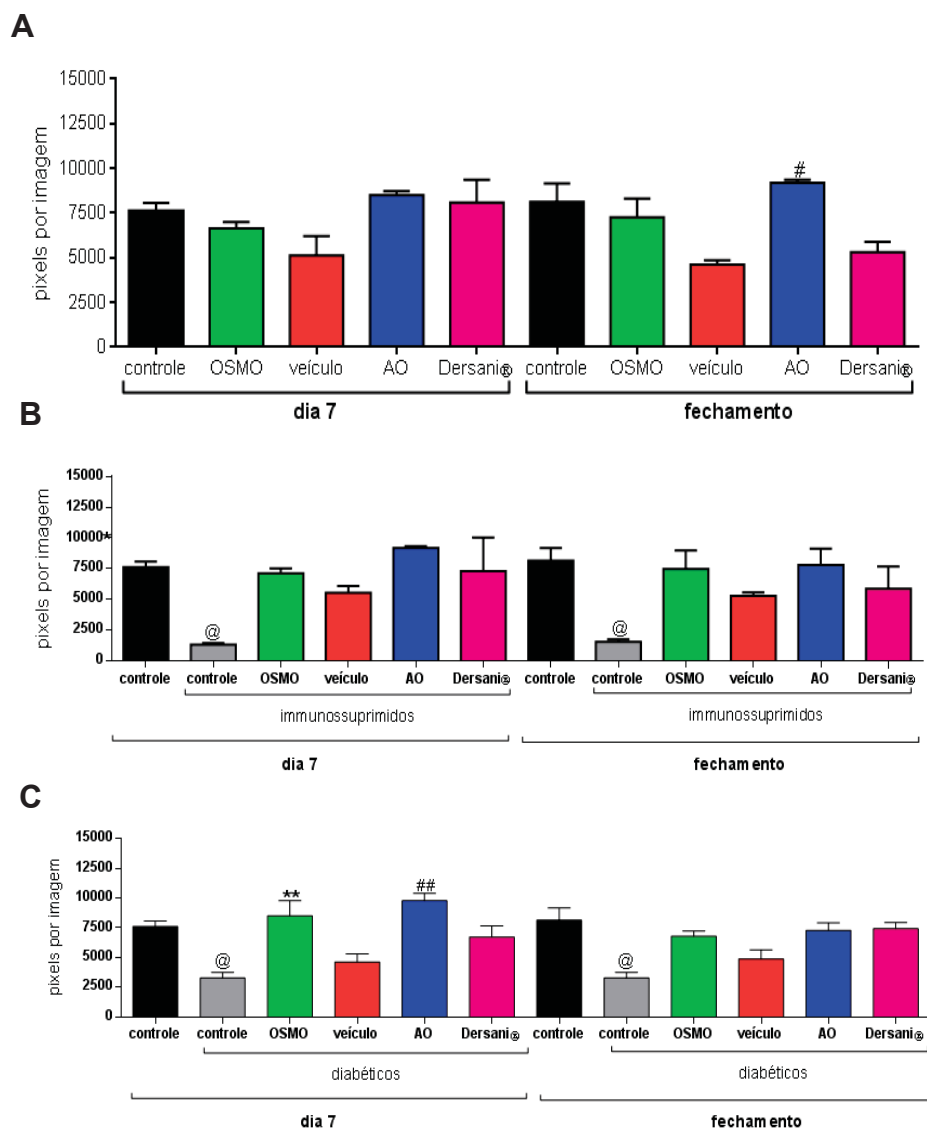 A
15000
12500
10000
7500
5000
2500
0
pixels por imagem
#
controle OSMO veículo AO Dersani® controle OSMO veículo AO Dersani®
dia 7 fechamento
B
15000
12500
10000*
7500
5000
2500
0
pixels por imagem
@ @
controle controle OSMO veículo AO Dersani® controle controle OSMO veículo AO Dersani®
immunossuprimidos immunossuprimidos
dia 7 fechamento
C
15000
12500
10000
7500
5000
2500
0
pixels por imagem
@ ** ## @
controle controle OSMO veículo AO Dersani® controle controle OSMO veículo AO Dersani®
diabéticos diabéticos
dia 7 fechamento